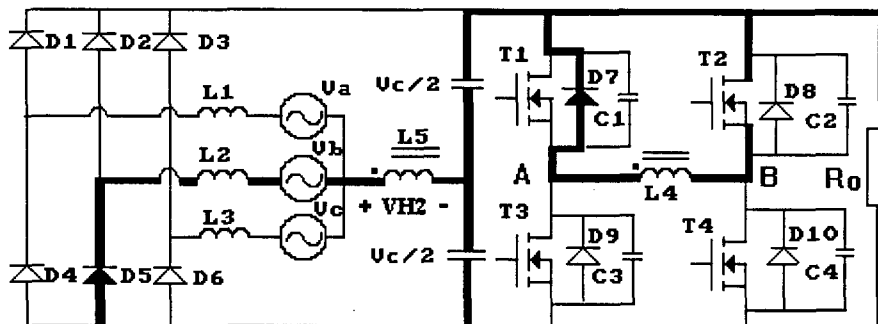 D1 D2 D3 T1 T2
Vc/2 D7 D8
L1 Va C1 C2
L2 Vb L5
A B Ro
L4
L3 Vc + VH2 -
T3 T4
D4 D5 D6 Vc/2 D9 D10
C3 C4